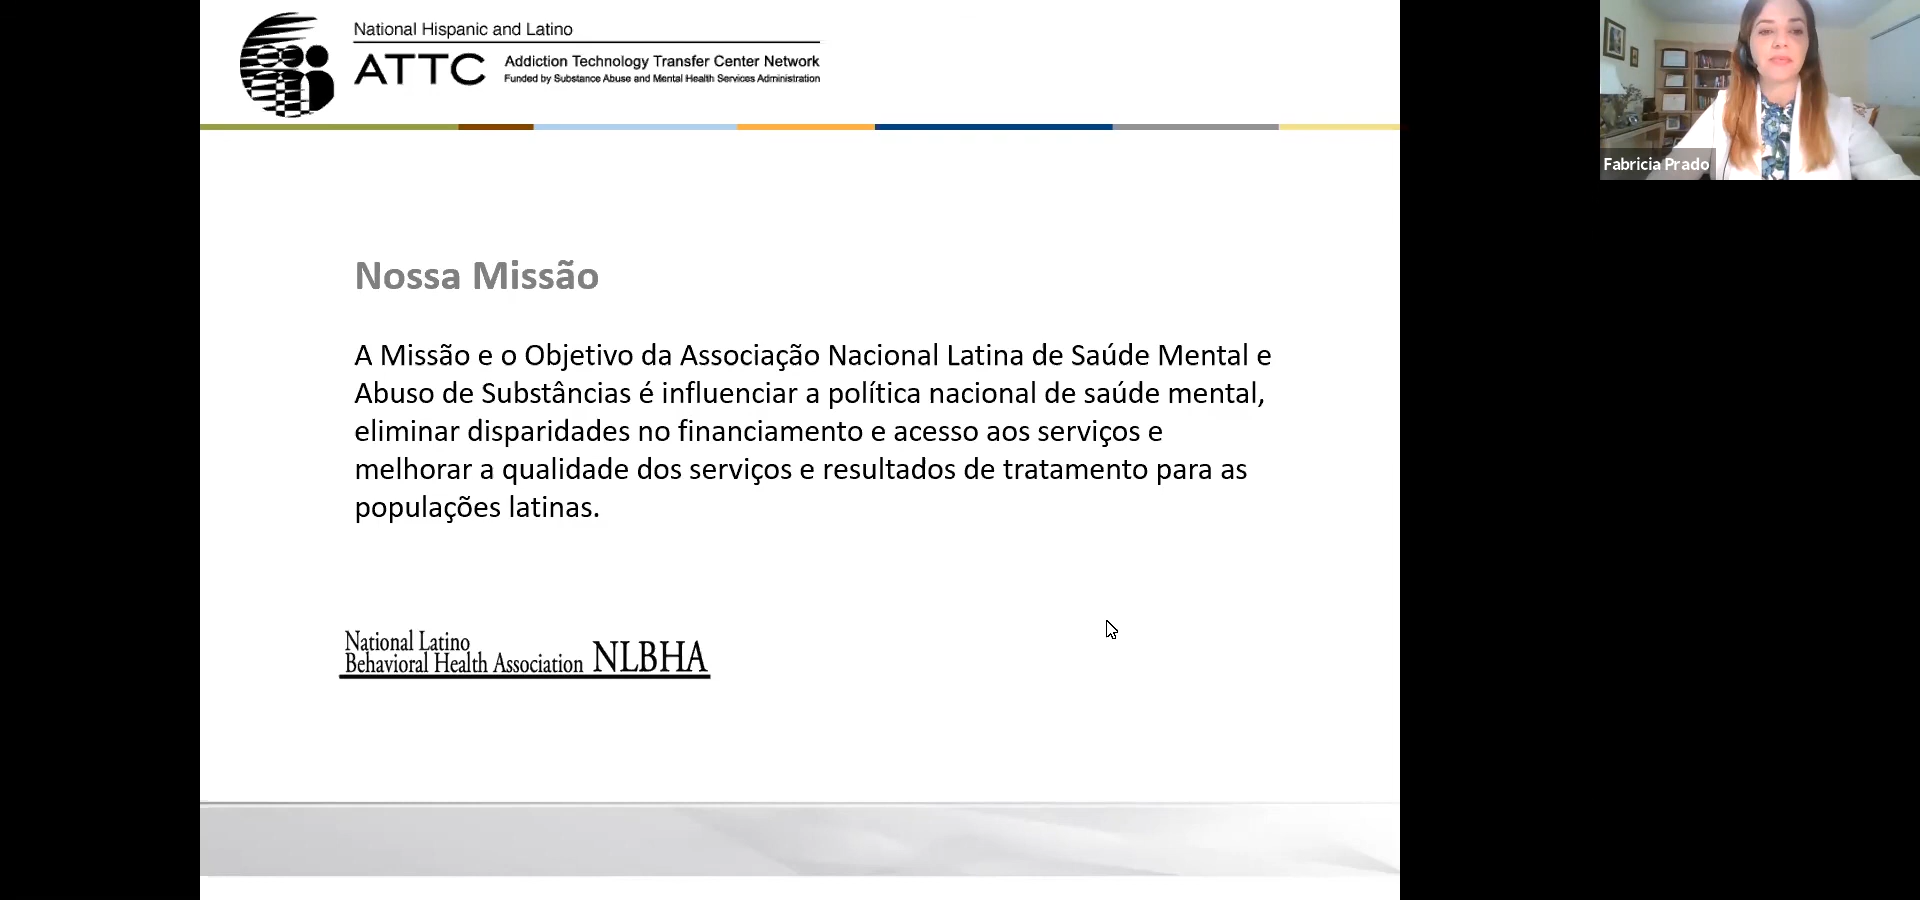 National Hispanic and Latino
ATTC
Addiction Technology Transfer Center Network
Funded by Substance Abuse and Mental Health Services Administration
Fabricia Prado
Nossa Missão
A Missão e o Objetivo da Associação Nacional Latina de Saúde Mental e
Abuso de Substâncias é influenciar a política nacional de saúde mental,
eliminar disparidades no financiamento e acesso aos serviços e
melhorar a qualidade dos serviços e resultados de tratamento para as
populações latinas.
National Latino
Behavioral Health Association NLBHA